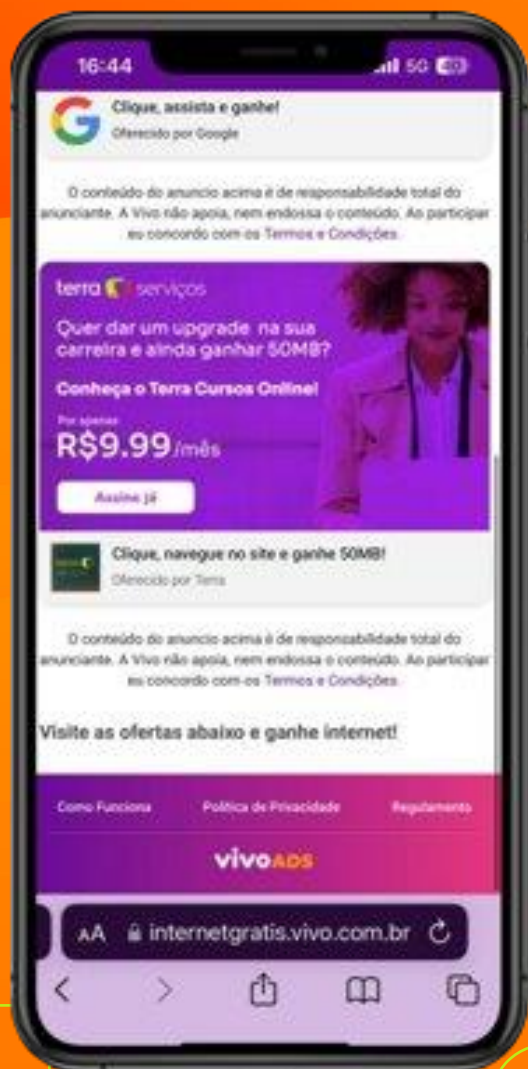 16:44
5G 40
Clique, assista e ganhe!
Oferecido por Google
O conteúdo do anuncio acima é de responsabilidade total do
anunciante. A Vivo não apoia, nem endossa o conteúdo. Ao participar
eu concordo com os Termos e Condições.
terra serviços
Quer dar um upgrade na sua
carreira e ainda ganhar 50MB?
Conheça o Terra Cursos Online!
Por apenas
R$9.99/mês
Assine já
Clique, navegue no site e ganhe 50MB!
Oferecido por Terra
O conteúdo do anuncio acima é de responsabilidade total do
anunciante. A Vivo não apoia, nem endossa o conteúdo. Ao participar
eu concordo com os Termos e Condições.
Visite as ofertas abaixo e ganhe internet!
Como Funciona Política de Privacidade Regulamento
vivo ADS
AA internetgratis.vivo.com.br